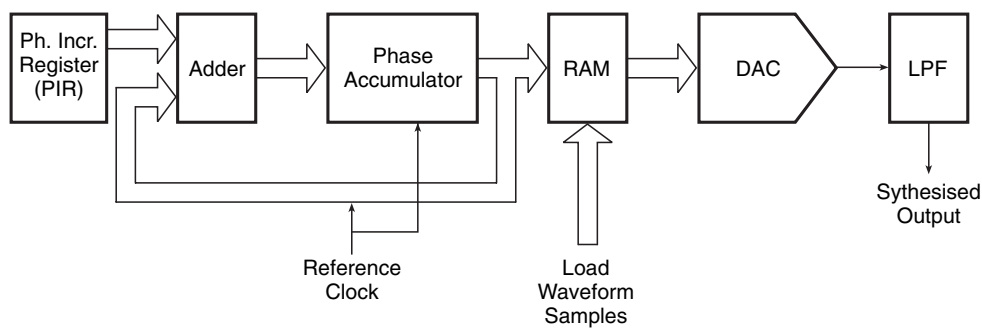 Ph. Incr.
Register
(PIR)
Adder
Phase
Accumulator
RAM
DAC
LPF
Sythesised
Output
Reference
Clock
Load
Waveform
Samples